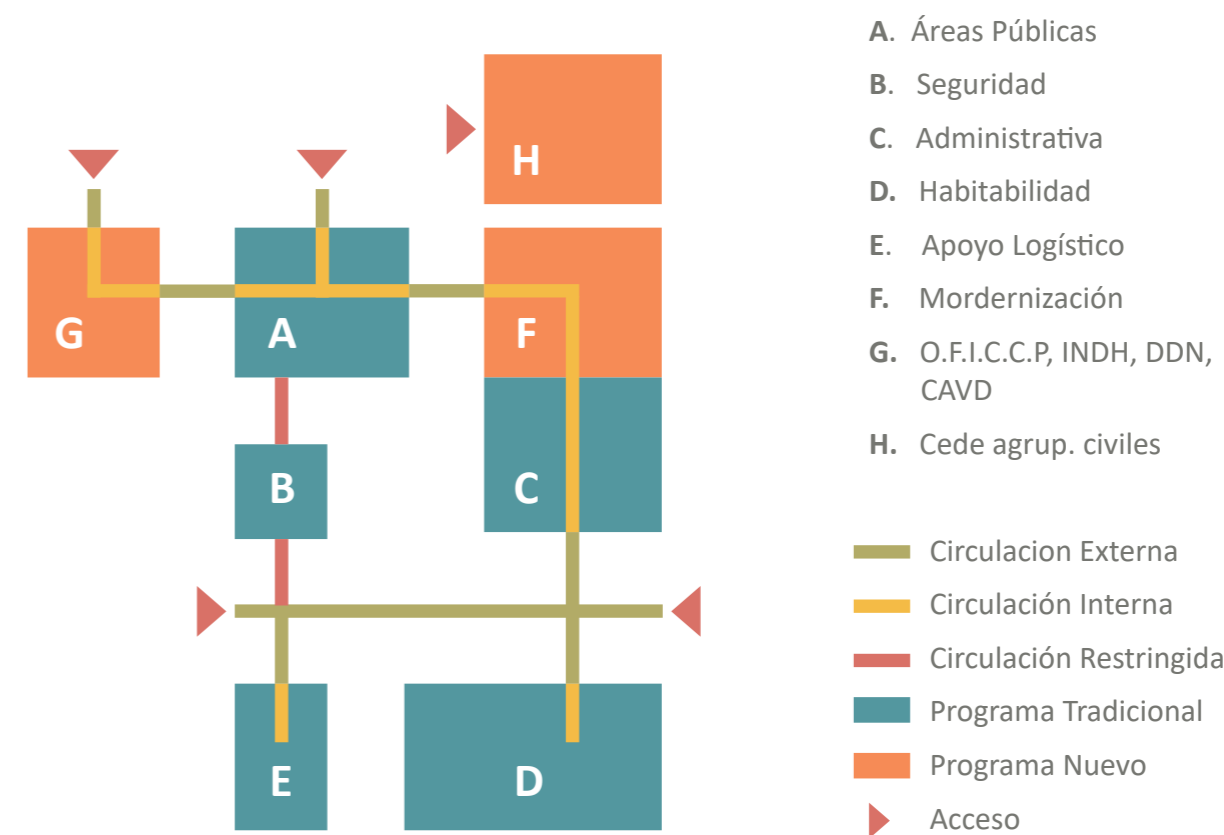 H
G
A
F
B
C
E
D
A. Áreas Públicas
B. Seguridad
C. Administrativa
D. Habitabilidad
E. Apoyo Logístico
F. Mordernización
G. O.F.I.C.C.P, INDH, DDN,
CAVD
H. Cede agrup. civiles
Circulacion Externa
Circulación Interna
Circulación Restringida
Programa Tradicional
Programa Nuevo
Acceso